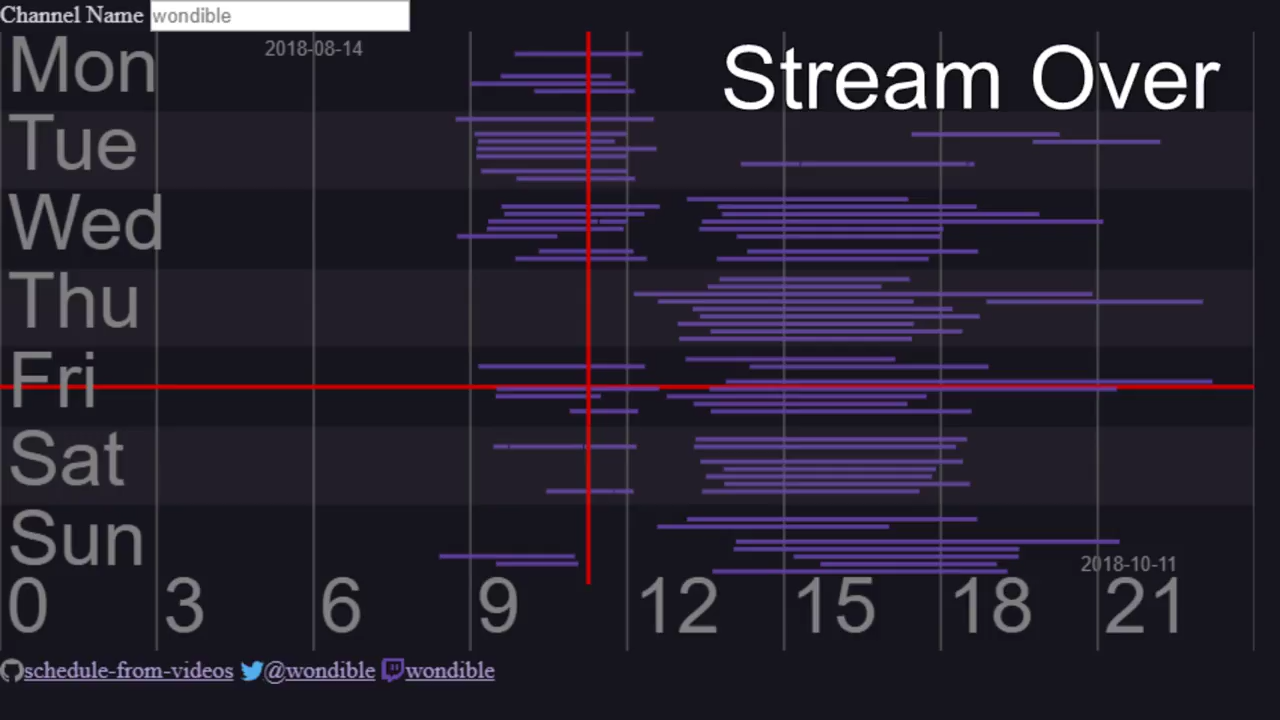 Channel Name wondible
2018-08-14
Stream Over
Mon
Tue
Wed
Thu
Fri
Sat
Sun
2018-10-11
0 3 6 9 12 15 18 21
schedule-from-videos @wondible wondible